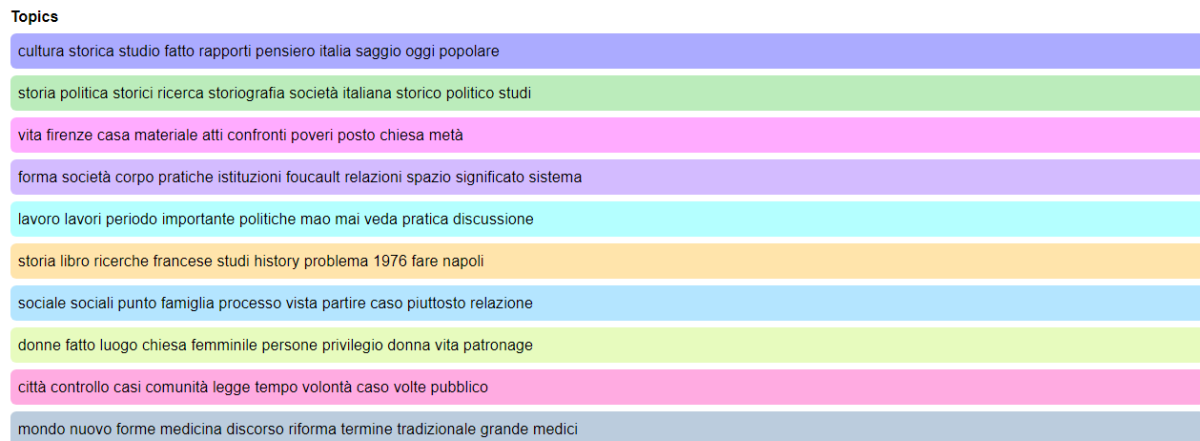 Topics
cultura storica studio fatto rapporti pensiero italia saggio oggi popolare
storia politica storici ricerca storiografia società italiana storico politico studi
vita firenze casa materiale atti confronti poveri posto chiesa metà
forma società corpo pratiche istituzioni foucault relazioni spazio significato sistema
lavoro lavori periodo importante politiche mao mai veda pratica discussione
storia libro ricerche francese studi history problema 1976 fare napoli
sociale sociali punto famiglia processo vista partire caso piuttosto relazione
donne fatto luogo chiesa femminile persone privilegio donna vita patronage
città controllo casi comunità legge tempo volontà caso volte pubblico
mondo nuovo forme medicina discorso riforma termine tradizionale grande medici